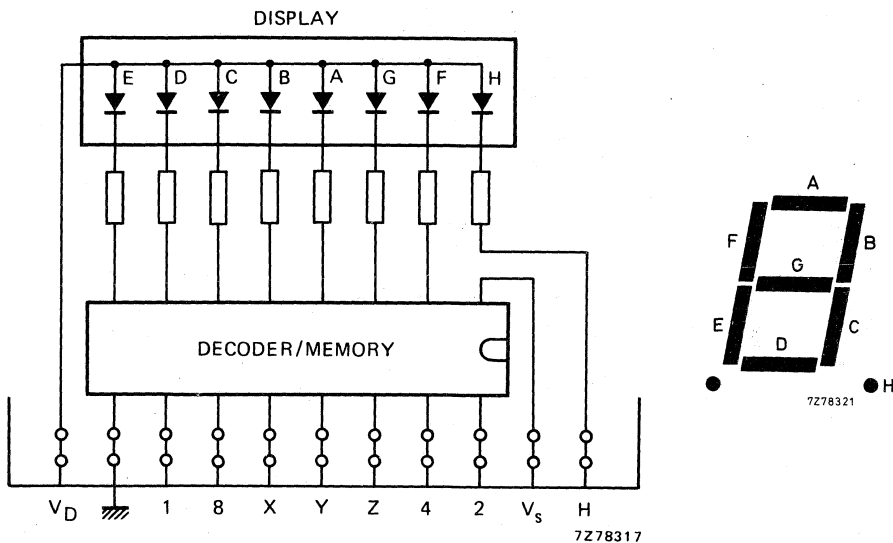 DISPLAY
E D C B A G F H
DECODER/MEMORY
V_D 1 8 X Y Z 4 2 V_s H
7Z78317
A
F B
G
E C
D
H
7Z78321